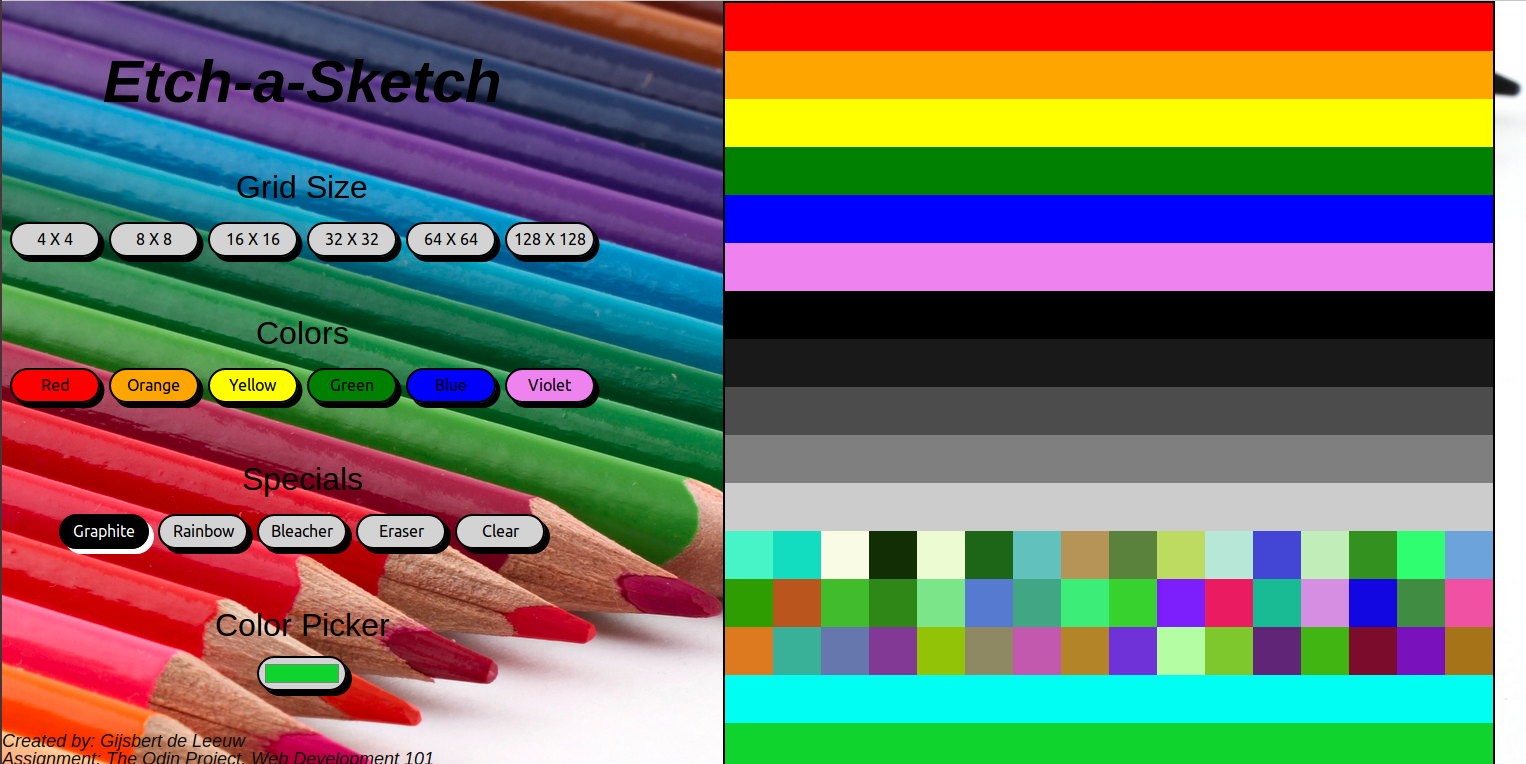 Etch-a-Sketch
Grid Size
4 X 4 8 X 8 16 X 16 32 X 32 64 X 64 128 X 128
Colors
Red Orange Yellow Green Blue Violet
Specials
Graphite Rainbow Bleacher Eraser Clear
Color Picker
Created by: Gijsbert de Leeuw
Assignment: The Odin Project, Web Development 101